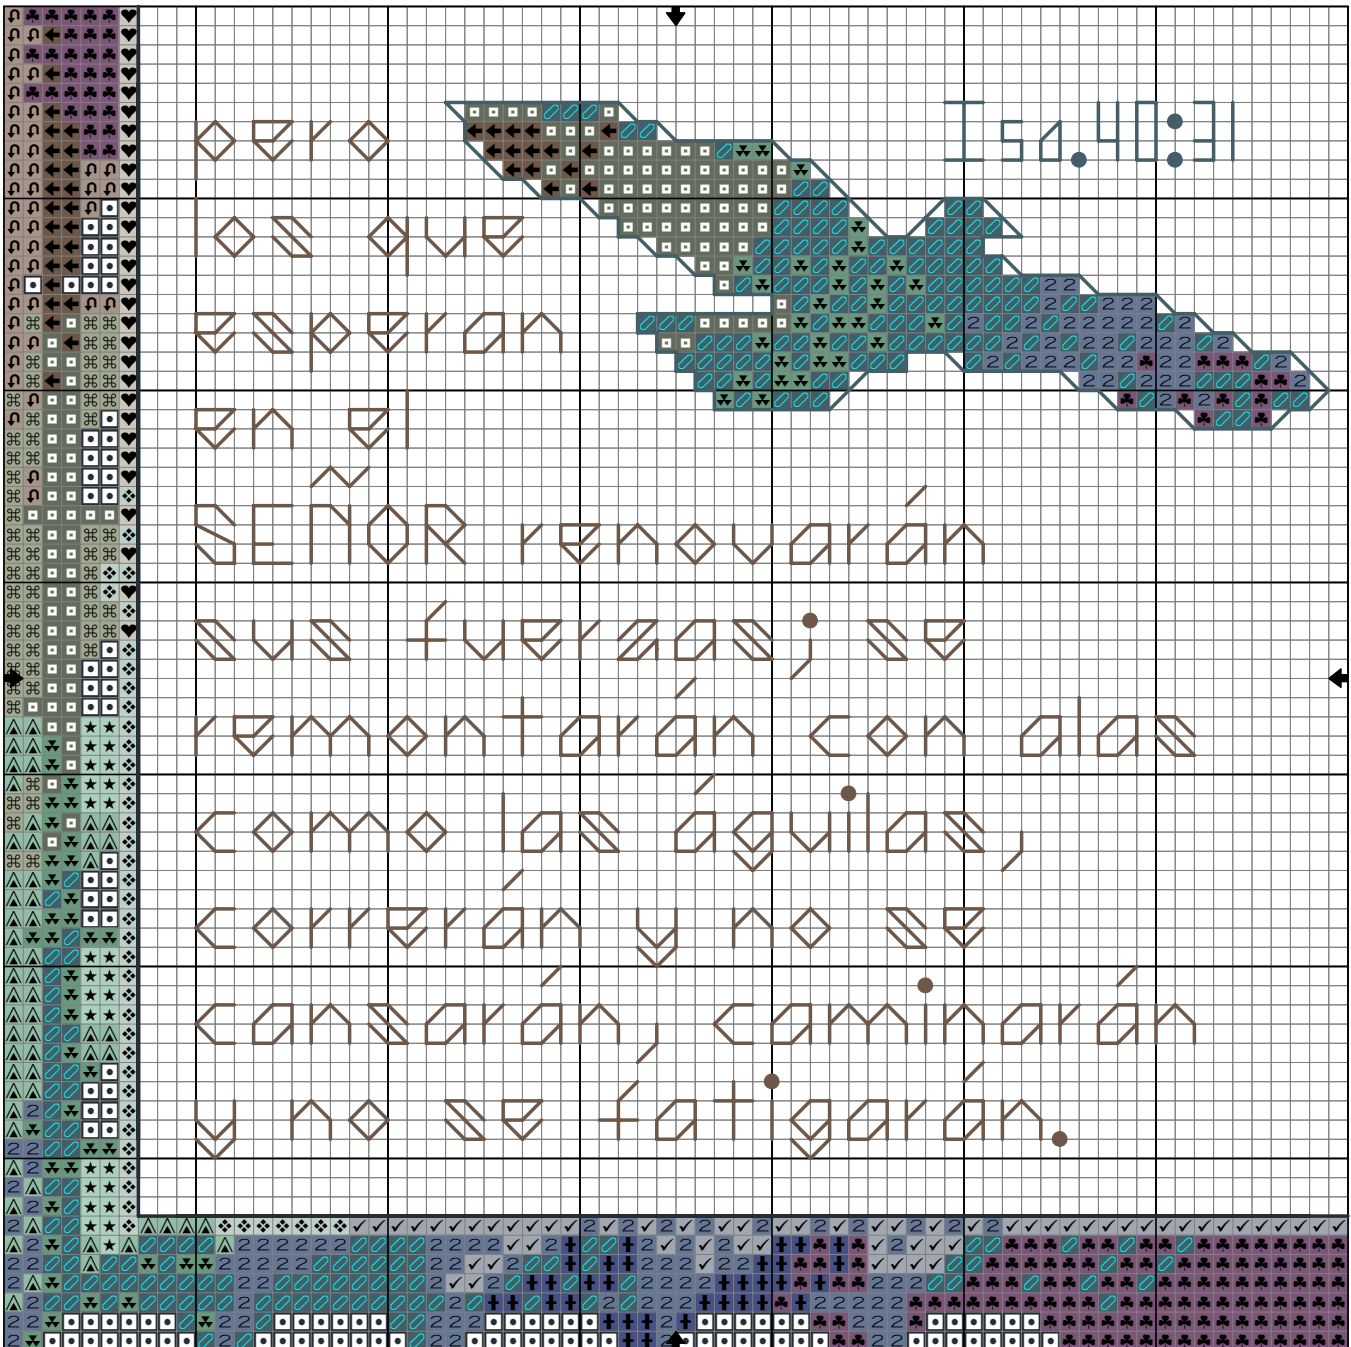 pero
Isa.40:31
los que
esperan
en el
SEÑOR renovarán
sus fuerzas; se
remontarán con alas
como las águilas,
correrán y no se
cansarán, caminarán
y no se fatigarán.